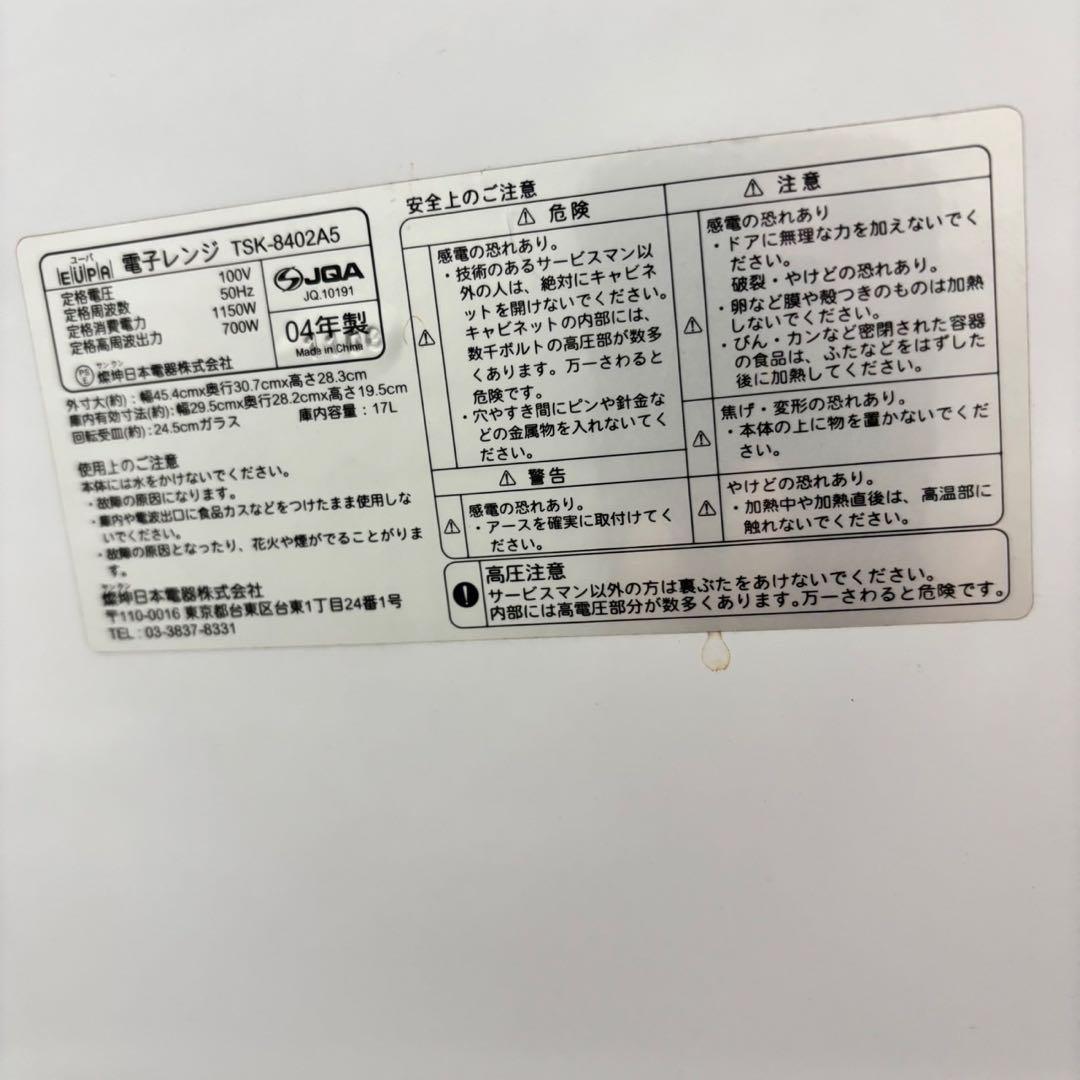 ユーパ
EUPA 電子レンジ TSK-8402A5
定格電圧 100V
定格周波数 50Hz
定格消費電力 1150W
定格高周波出力 700W
JQA
JQ.10191
04年製
Made in China
PS E
サンクン
燦坤日本電器株式会社
外寸大(約):幅45.4cmx奥行30.7cmx高さ28.3cm
庫内有効寸法(約):幅29.5cmx奥行28.2cmx高さ19.5cm
回転受皿(約):24.5cmガラス 庫内容量:17L
使用上のご注意
本体には水をかけないでください。
・故障の原因になります。
・庫内や電波出口に食品カスなどをつけたまま使用しな
いでください。
・故障の原因となったり、花火や煙がでることがありま
す。
サンクン
燦坤日本電器株式会社
〒110-0016 東京都台東区台東1丁目24番1号
TEL:03-3837-8331
安全上のご注意
⚠ 危険
感電の恐れあり。
・技術のあるサービスマン以
外の人は、絶対にキャビネ
ットを開けないでください。
キャビネットの内部には、
数千ボルトの高圧部が数多
くあります。万一さわると
危険です。
・穴やすき間にピンや針金な
どの金属物を入れないてく
ださい。
⚠ 警告
感電の恐れあり。
・アースを確実に取付けてく
ださい。
⚠ 注意
感電の恐れあり
・ドアに無理な力を加えないでく
ださい。
破裂・やけどの恐れあり。
・卵など膜や殻つきのものは加熱
しないでください。
・びん・カンなど密閉された容器
の食品は、ふたなどをはずした
後に加熱してください。
焦げ・変形の恐れあり。
・本体の上に物を置かないでくだ
さい。
やけどの恐れあり。
・加熱中や加熱直後は、高温部に
触れないでください。
高圧注意
サービスマン以外の方は裏ぶたをあけないでください。
内部には高電圧部分が数多くあります。万一さわると危険です。